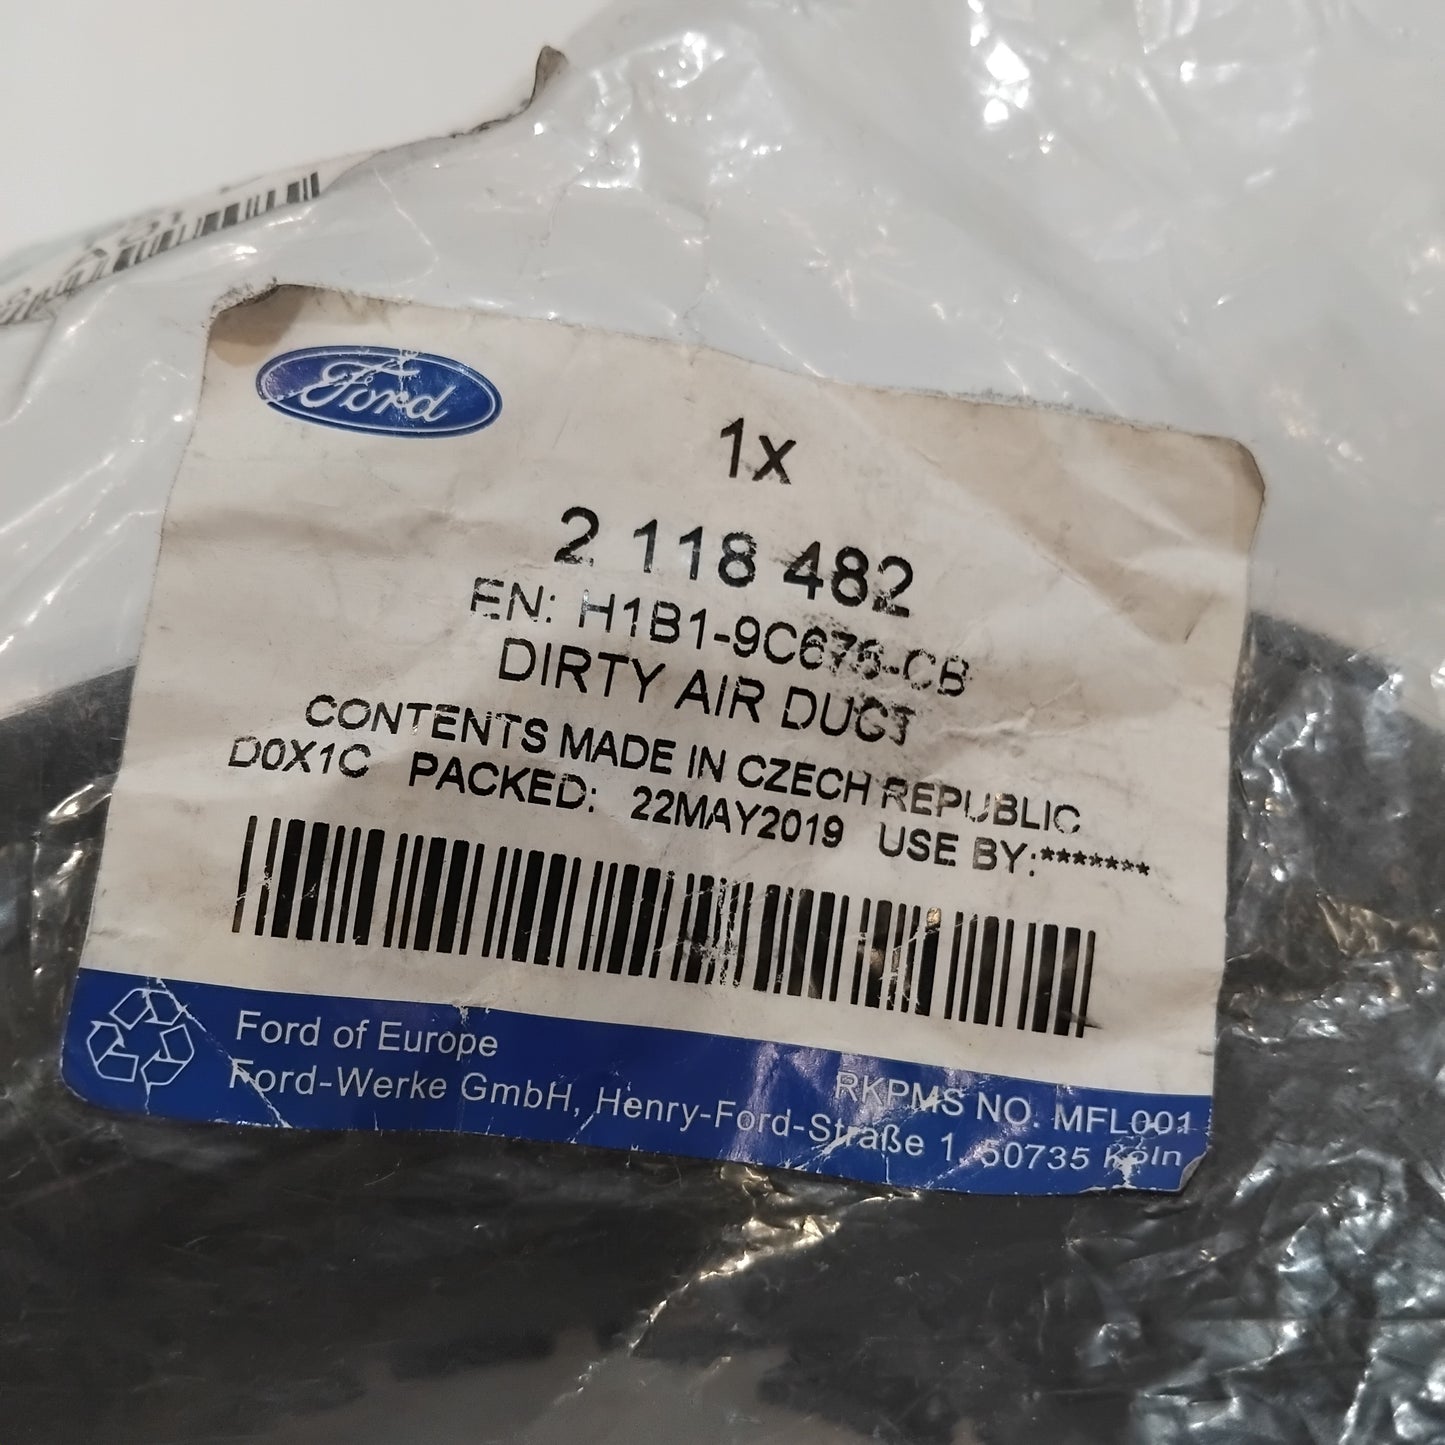 Ford
1x
2 118 482
EN: H1B1-9C676-CB
DIRTY AIR DUCT
CONTENTS MADE IN CZECH REPUBLIC
D0X1C PACKED: 22MAY2019 USE BY:*******
Ford of Europe
RKPMS NO. MFL001
Ford-Werke GmbH, Henry-Ford-Straße 1, 50735 Köln